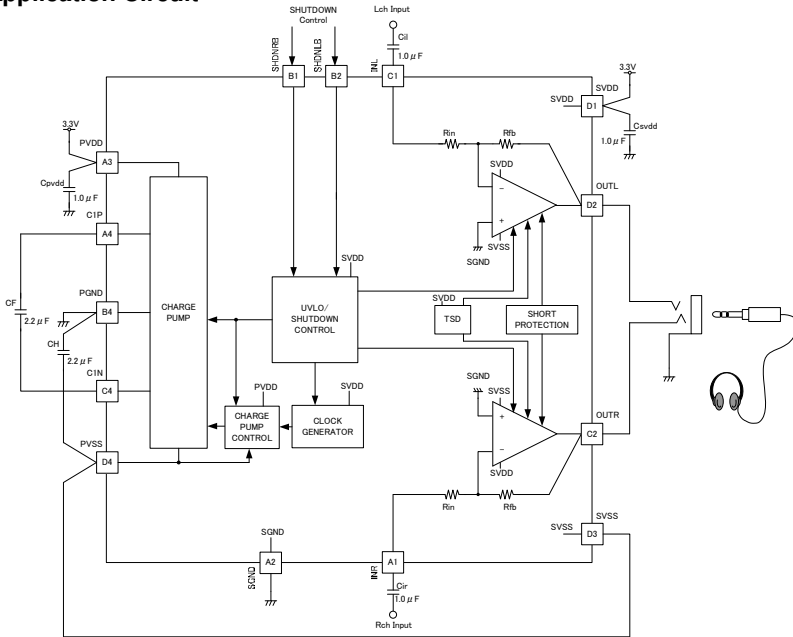 pplication Circuit
SHUTDOWN
Control
Lch Input
Cil
1.0μF
SHDNRB
SHDNLB
INL
B1
B2
C1
3.3V
SVDD
SVDD
D1
Csvdd
1.0μF
3.3V
PVDD
A3
Cpvdd
1.0μF
C1P
A4
Rin
Rfb
SVDD
−
+
SVSS
SGND
OUTL
D2
PGND
B4
CF
2.2μF
CH
2.2μF
C1N
C4
PVSS
D4
CHARGE
PUMP
SVDD
UVLO/
SHUTDOWN
CONTROL
SVDD
TSD
SHORT
PROTECTION
PVDD
CHARGE
PUMP
CONTROL
SVDD
CLOCK
GENERATOR
SGND
SVSS
+
−
SVDD
OUTR
C2
Rin
Rfb
SVSS
SVSS
D3
SGND
A2
SGND
A1
INR
Cir
1.0μF
Rch Input